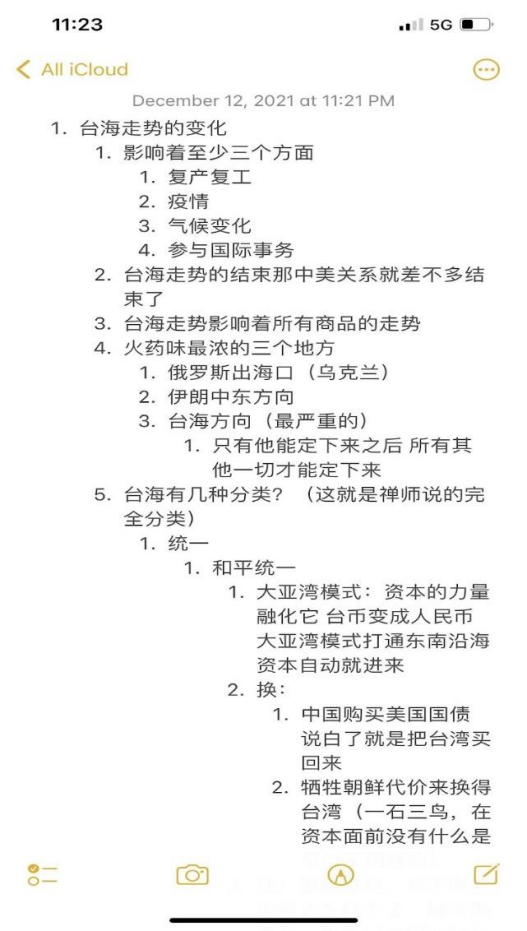 11:23
5G
All iCloud
December 12, 2021 at 11:21 PM
1. 台海走势的变化
1. 影响着至少三个方面
1. 复产复工
2. 疫情
3. 气候变化
4. 参与国际事务
2. 台海走势的结束那中美关系就差不多结
束了
3. 台海走势影响着所有商品的走势
4. 火药味最浓的三个地方
1. 俄罗斯出海口（乌克兰）
2. 伊朗中东方向
3. 台海方向（最严重的）
1. 只有他能定下来之后 所有其
他一切才能定下来
5. 台海有几种分类？（这就是禅师说的完
全分类）
1. 统一
1. 和平统一
1. 大亚湾模式：资本的力量
融化它 台币变成人民币
大亚湾模式打通东南沿海
资本自动就进来
2. 换：
1. 中国购买美国国债
说白了就是把台湾买
回来
2. 牺牲朝鲜代价来换得
台湾（一石三鸟，在
资本面前没有什么是